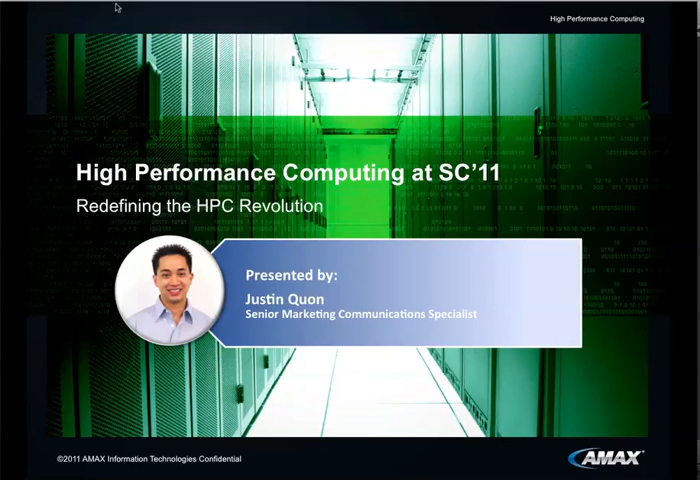 High Performance Computing
High Performance Computing at SC'11
Redefining the HPC Revolution
Presented by:
Justin Quon
Senior Marketing Communications Specialist
©2011 AMAX Information Technologies Confidential
AMAX